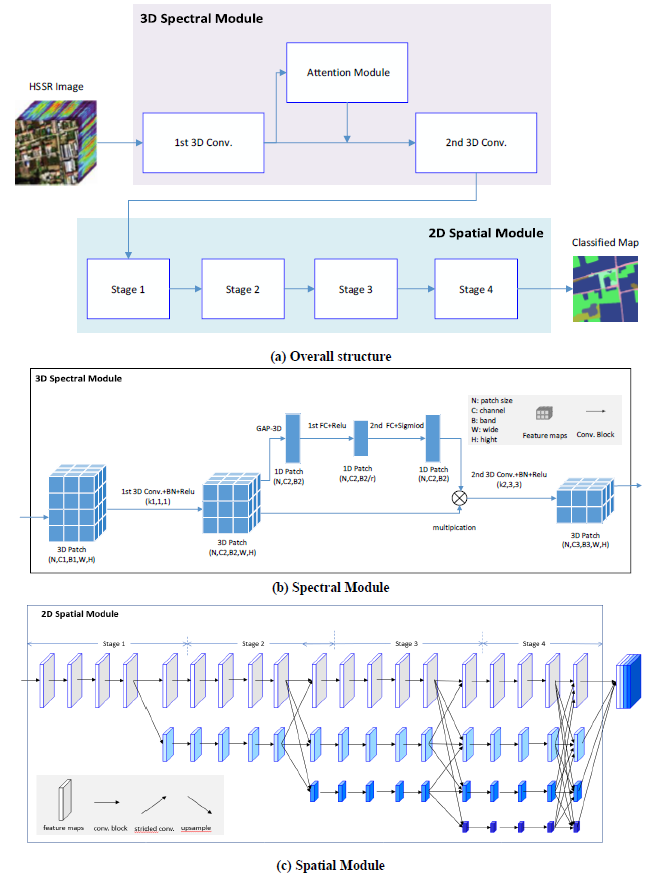 3D Spectral Module
Attention Module
HSSR Image
1st 3D Conv.
2nd 3D Conv.
2D Spatial Module
Classified Map
Stage 1
Stage 2
Stage 3
Stage 4
(a) Overall structure
3D Spectral Module
N: patch size
C: channel
B: band
W: wide
H: hight
Feature maps
Conv. Block
GAP-3D
1st FC+Relu
2nd FC+Sigmiod
1D Patch
(N,C2,B2)
1D Patch
(N,C2,B2/r)
1D Patch
(N,C2,B2)
1st 3D Conv.+BN+Relu
(k1,1,1)
2nd 3D Conv.+BN+Relu
(k2,3,3)
multipication
3D Patch
(N,C1,B1,W,H)
3D Patch
(N,C2,B2,W,H)
3D Patch
(N,C3,B3,W,H)
(b) Spectral Module
2D Spatial Module
Stage 1
Stage 2
Stage 3
Stage 4
feature maps
conv. block
strided conv.
upsample
(c) Spatial Module